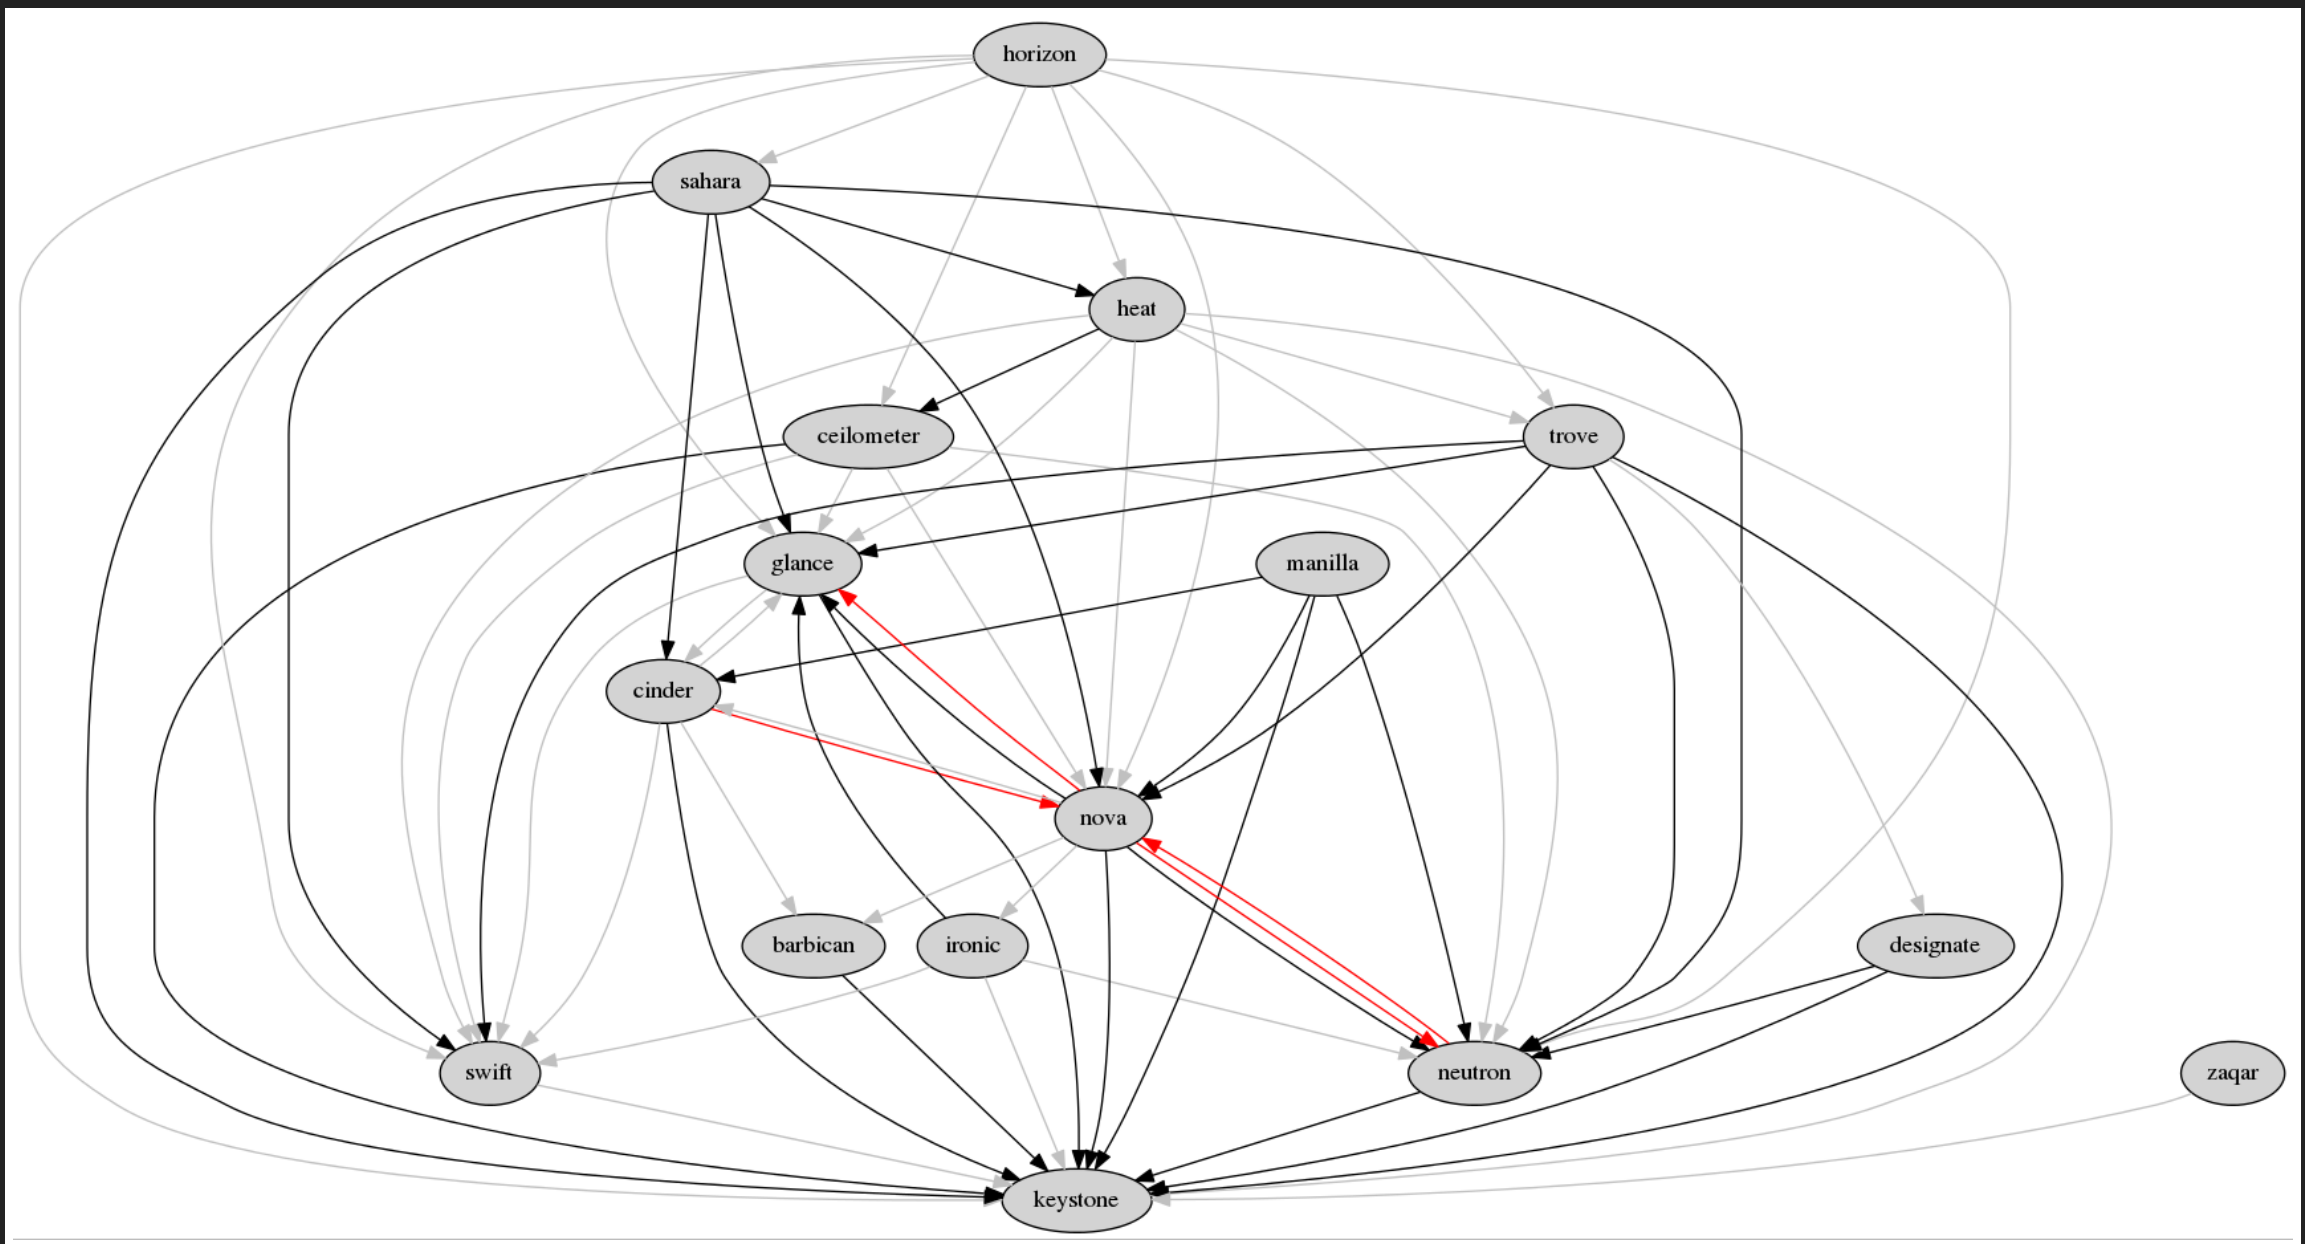 horizon
sahara
heat
ceilometer
trove
glance
manilla
cinder
nova
barbican
ironic
designate
swift
neutron
zaqar
keystone